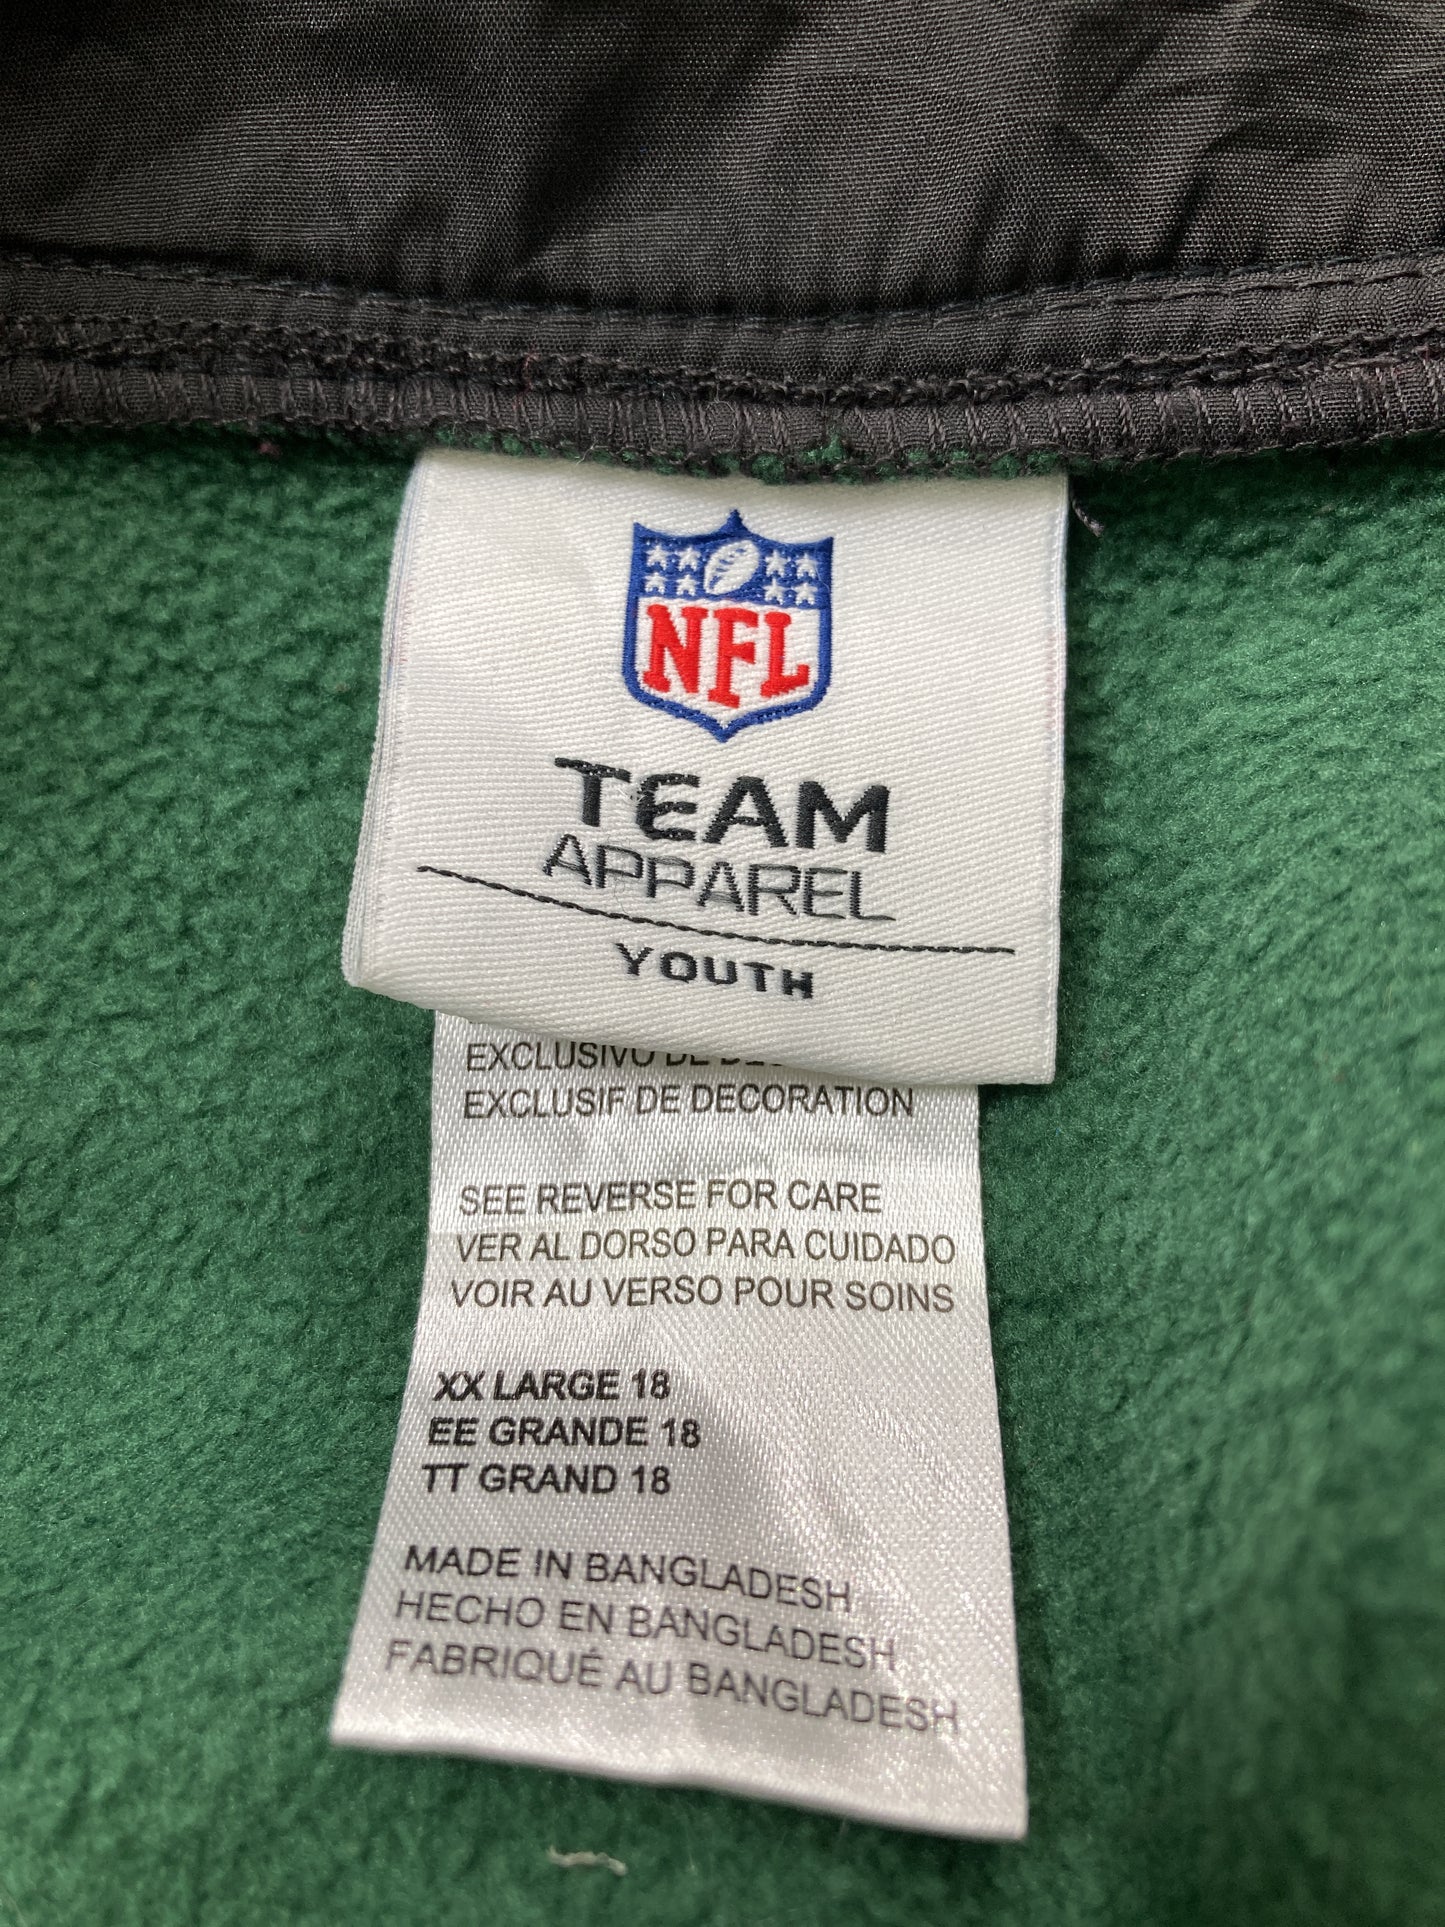 NFL
TEAM
APPAREL
YOUTH
EXCLUSIVO DE
EXCLUSIF DE DECORATION
SEE REVERSE FOR CARE
VER AL DORSO PARA CUIDADO
VOIR AU VERSO POUR SOINS
XX LARGE 18
EE GRANDE 18
TT GRAND 18
MADE IN BANGLADESH
HECHO EN BANGLADESH
FABRIQUÉ AU BANGLADESH